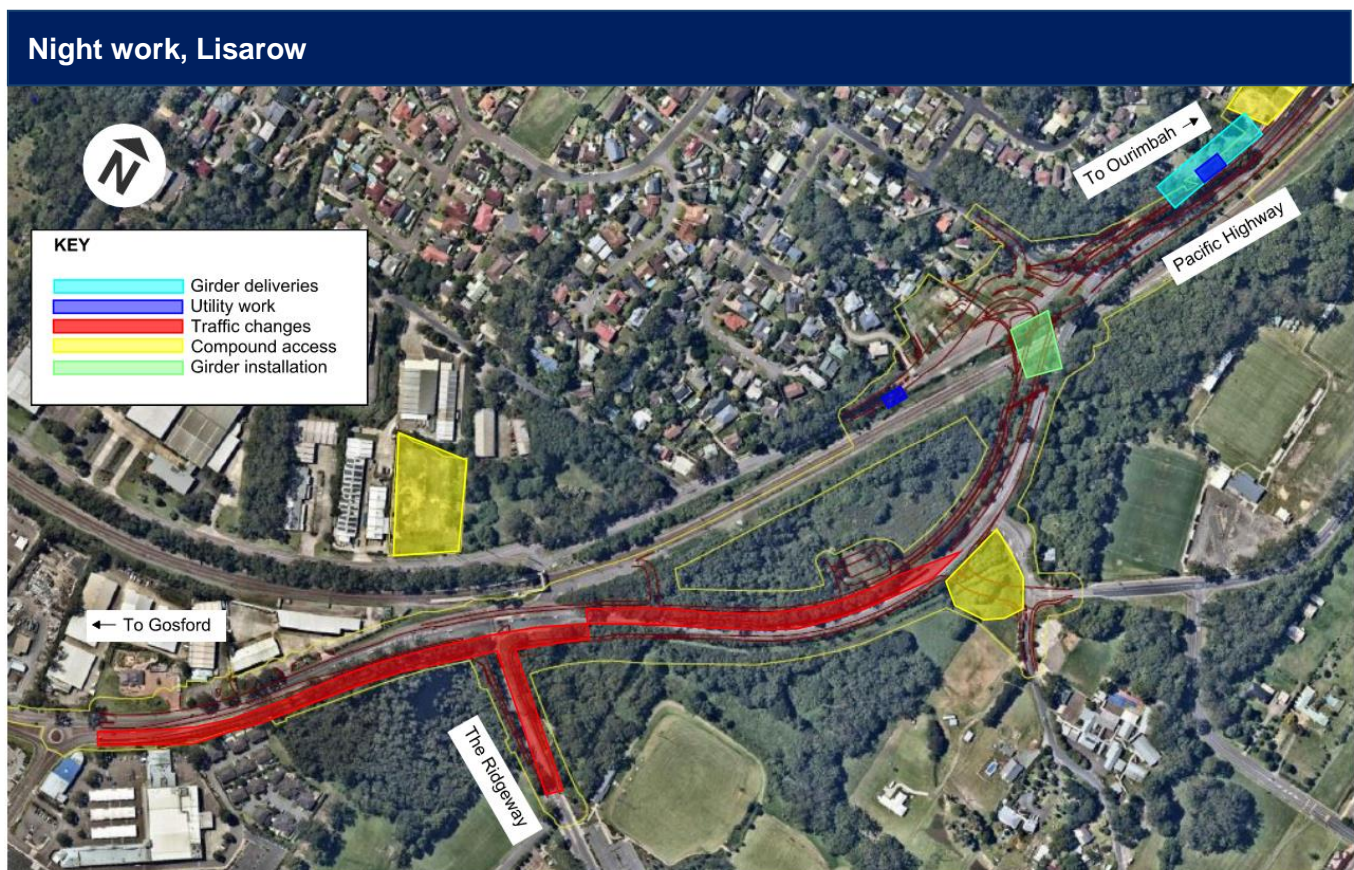 Night work, Lisarow
N
KEY
Girder deliveries
Utility work
Traffic changes
Compound access
Girder installation
To Ourimbah →
Pacific Highway
← To Gosford
The Ridgeway